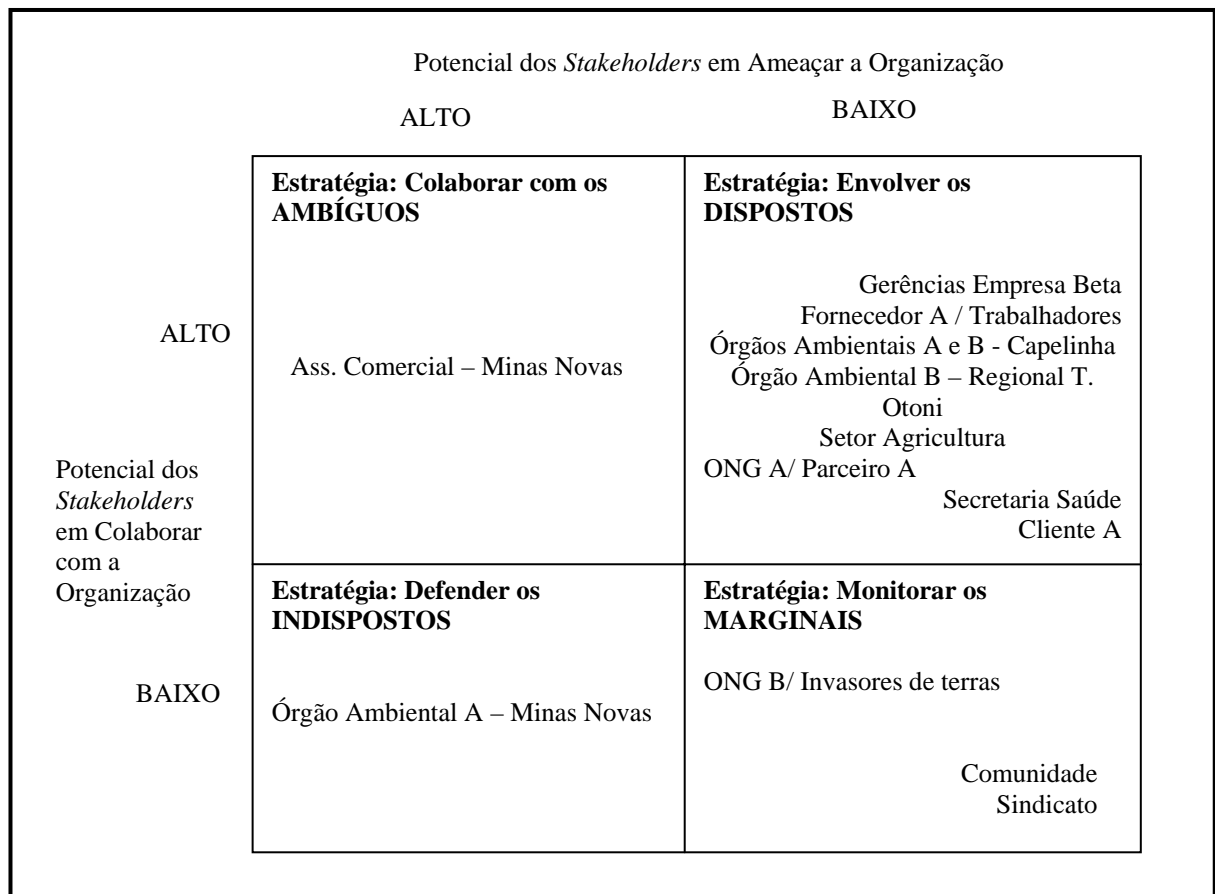 Potencial dos Stakeholders em Ameaçar a Organização
ALTO
BAIXO
Estratégia: Colaborar com os
AMBÍGUOS
Ass. Comercial – Minas Novas
Estratégia: Envolver os
DISPOSTOS
Gerências Empresa Beta
Fornecedor A / Trabalhadores
Órgãos Ambientais A e B - Capelinha
Órgão Ambiental B – Regional T.
Otoni
Setor Agricultura
ONG A/ Parceiro A
Secretaria Saúde
Cliente A
ALTO
Potencial dos
Stakeholders
em Colaborar
com a
Organização
BAIXO
Estratégia: Defender os
INDISPOSTOS
Órgão Ambiental A – Minas Novas
Estratégia: Monitorar os
MARGINAIS
ONG B/ Invasores de terras
Comunidade
Sindicato